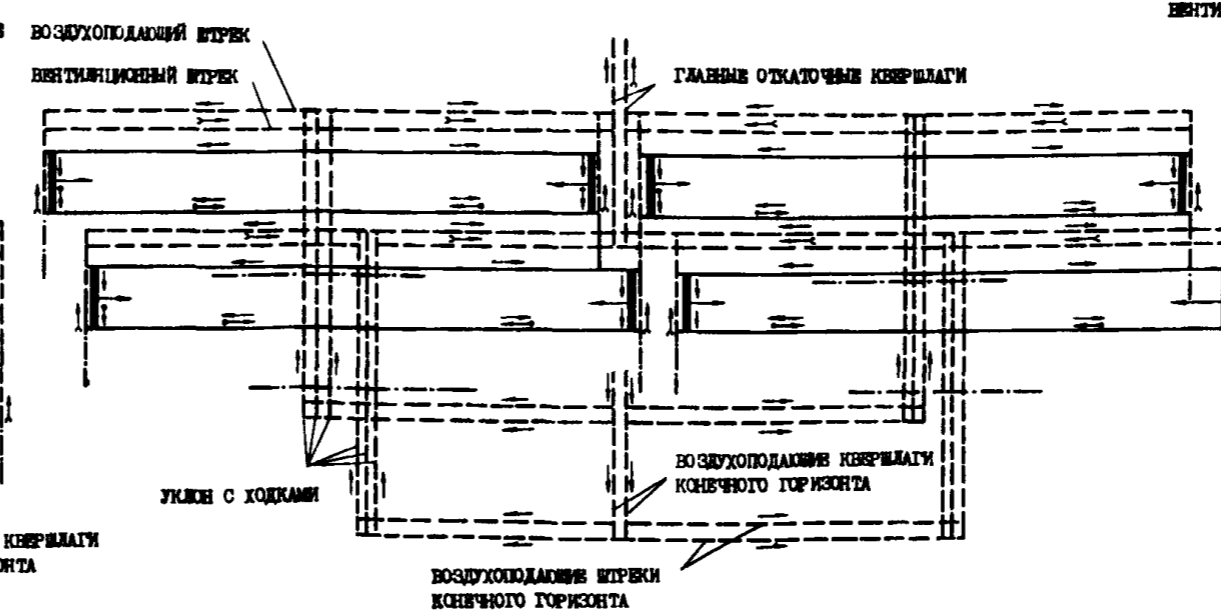 ВОЗДУХОПОДАЮЩИЙ ШТРЕК
ВЕНТИЛЯЦИОННЫЙ ШТРЕК
ГЛАВНЫЕ ОТКАТОЧНЫЕ КВЕРШЛАГИ
ВОЗДУХОПОДАЮЩИЕ КВЕРШЛАГИ
КОНЕЧНОГО ГОРИЗОНТА
УКЛОН С ХОДКАМИ
КВЕРШЛАГИ
ВОЗДУХОПОДАЮЩИЕ ШТРЕКИ
КОНЕЧНОГО ГОРИЗОНТА